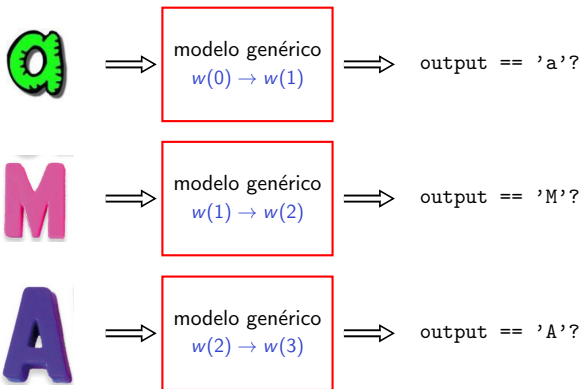 a
modelo genérico
w(0) → w(1)
output == 'a'?
M
modelo genérico
w(1) → w(2)
output == 'M'?
A
modelo genérico
w(2) → w(3)
output == 'A'?